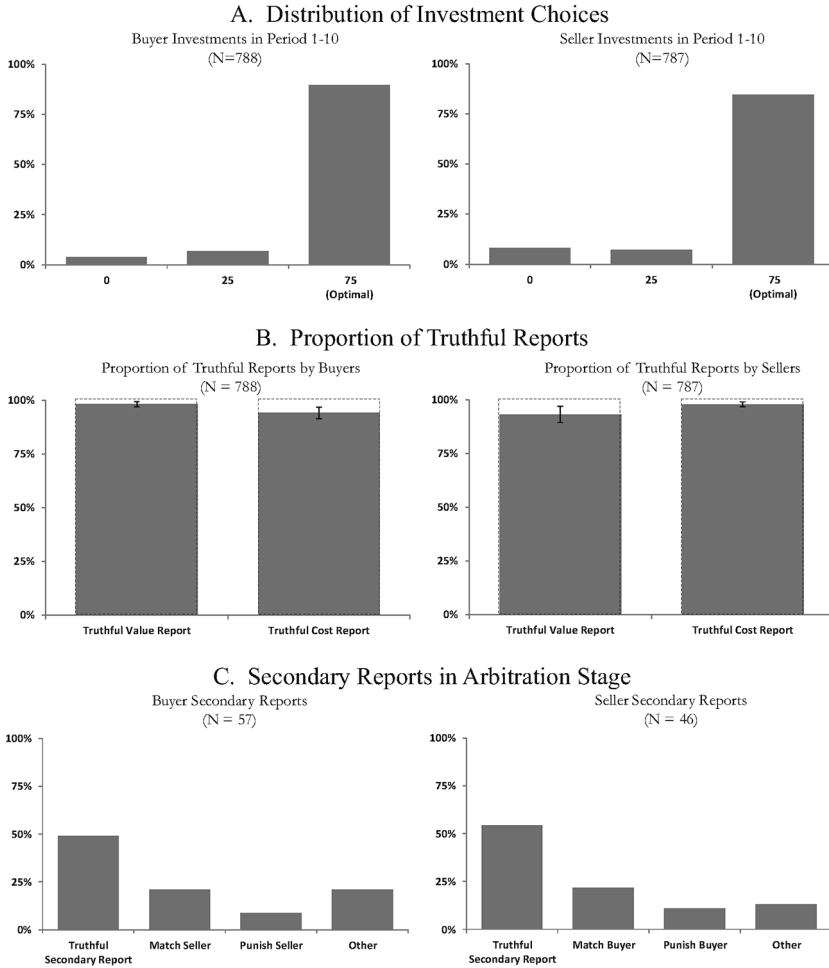 A. Distribution of Investment Choices
Buyer Investments in Period 1-10
(N=788)
100%
75%
50%
25%
0%
0
25
75
(Optimal)
Seller Investments in Period 1-10
(N=787)
100%
75%
50%
25%
0%
0
25
75
(Optimal)
B. Proportion of Truthful Reports
Proportion of Truthful Reports by Buyers
(N = 788)
100%
75%
50%
25%
0%
Truthful Value Report
Truthful Cost Report
Proportion of Truthful Reports by Sellers
(N = 787)
100%
75%
50%
25%
0%
Truthful Value Report
Truthful Cost Report
C. Secondary Reports in Arbitration Stage
Buyer Secondary Reports
(N = 57)
100%
75%
50%
25%
0%
Truthful
Secondary Report
Match Seller
Punish Seller
Other
Seller Secondary Reports
(N = 46)
100%
75%
50%
25%
0%
Truthful
Secondary Report
Match Buyer
Punish Buyer
Other